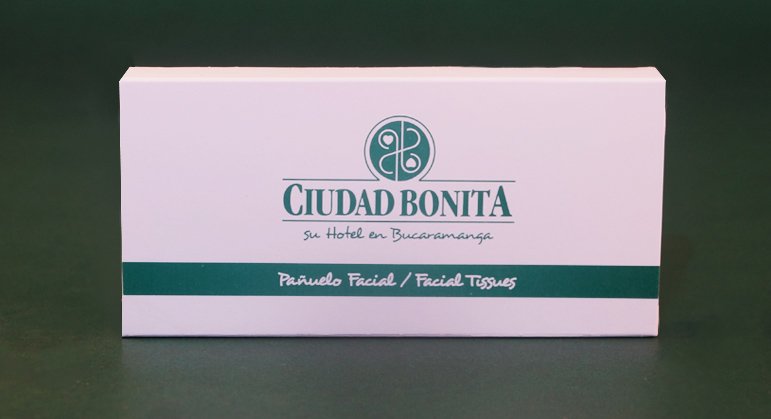 CIUDAD BONITA
su Hotel en Bucaramanga
Pañuelo Facial / Facial Tissues